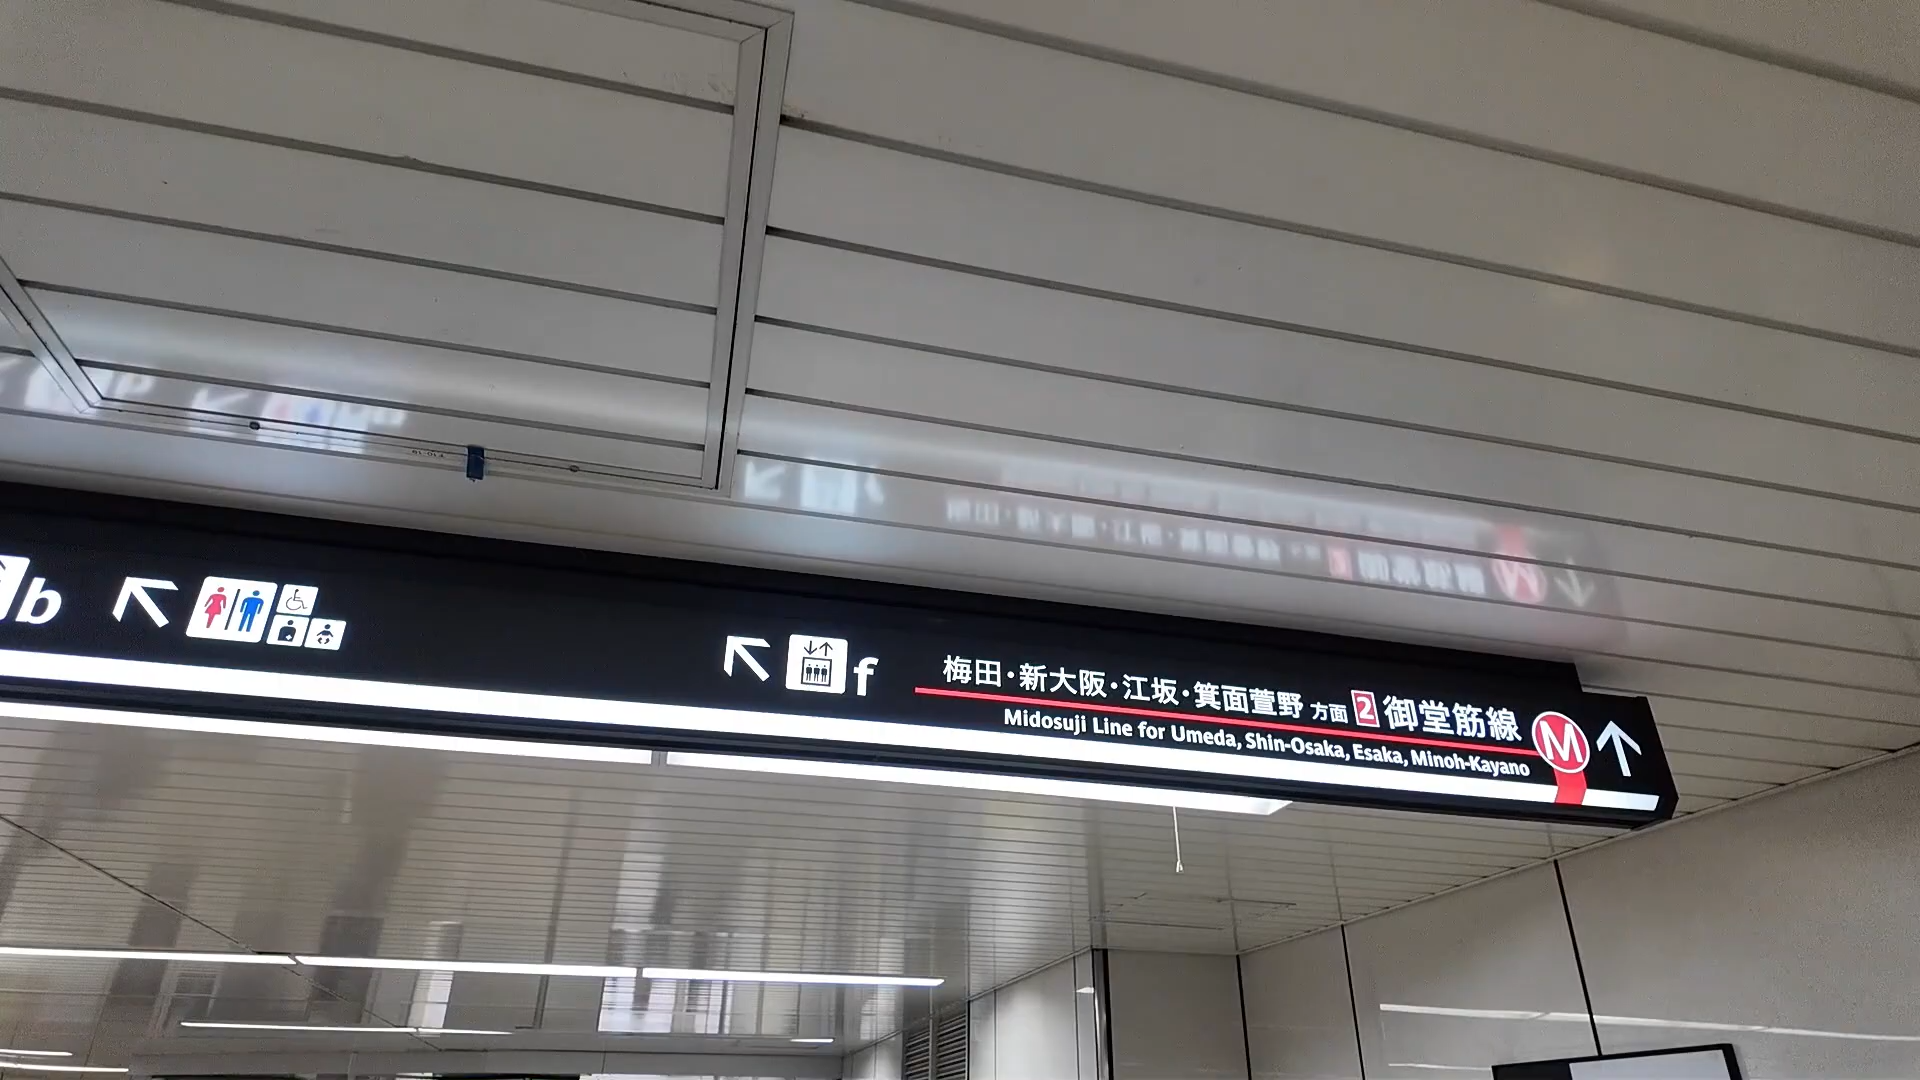 b
f
梅田・新大阪・江坂・箕面萱野 方面 2 御堂筋線 M
Midosuji Line for Umeda, Shin-Osaka, Esaka, Minoh-Kayano